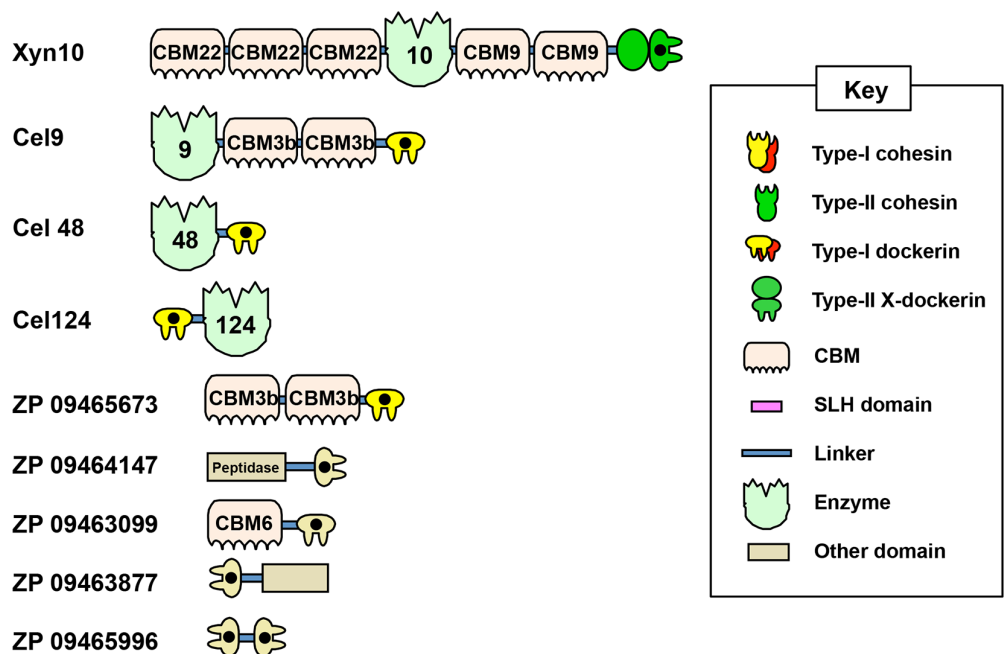 Xyn10
CBM22 CBM22 CBM22 10 CBM9 CBM9
Cel9
9 CBM3b CBM3b
Cel 48
48
Cel124
124
ZP 09465673
CBM3b CBM3b
ZP 09464147
Peptidase
ZP 09463099
CBM6
ZP 09463877
ZP 09465996
Key
Type-I cohesin
Type-II cohesin
Type-I dockerin
Type-II X-dockerin
CBM
SLH domain
Linker
Enzyme
Other domain